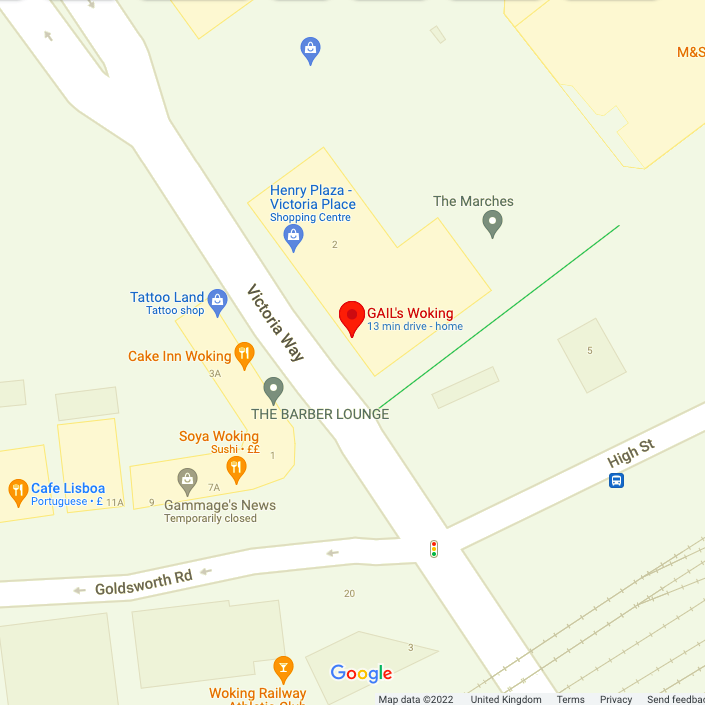 M&S
Henry Plaza -
Victoria Place
Shopping Centre
2
The Marches
Tattoo Land
Tattoo shop
Victoria Way
GAIL's Woking
13 min drive - home
Cake Inn Woking
3A
5
THE BARBER LOUNGE
Soya Woking
Sushi • ££
1
High St
Cafe Lisboa
Portuguese • £
11A
9
7A
Gammage's News
Temporarily closed
Goldsworth Rd
20
3
Google
Woking Railway
Athletic Club
Map data ©2022 United Kingdom Terms Privacy Send feedba